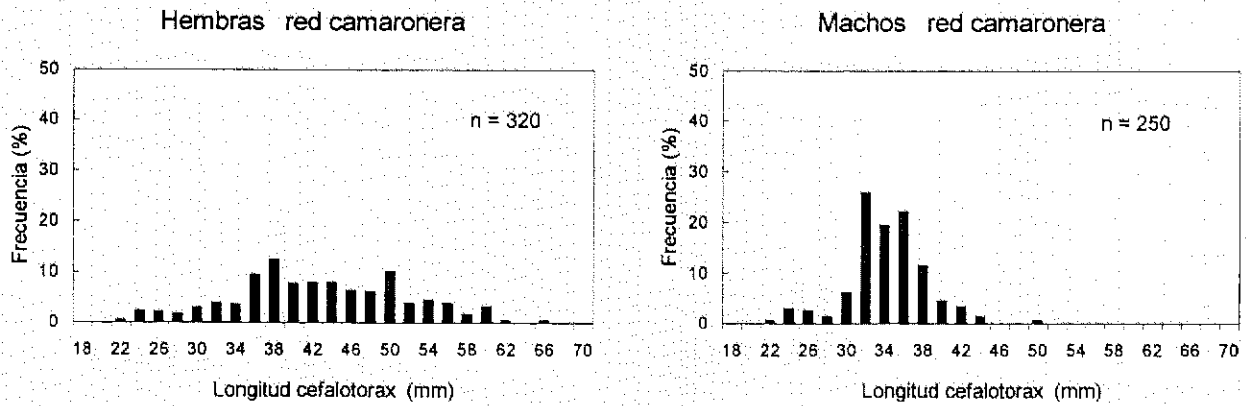 Hembras red camaronera
50
40
30
20
10
0
Frecuencia (%)
n = 320
18 22 26 30 34 38 42 46 50 54 58 62 66 70
Longitud cefalotorax (mm)
Machos red camaronera
50
40
30
20
10
0
Frecuencia (%)
n = 250
18 22 26 30 34 38 42 46 50 54 58 62 66 70
Longitud cefalotorax (mm)